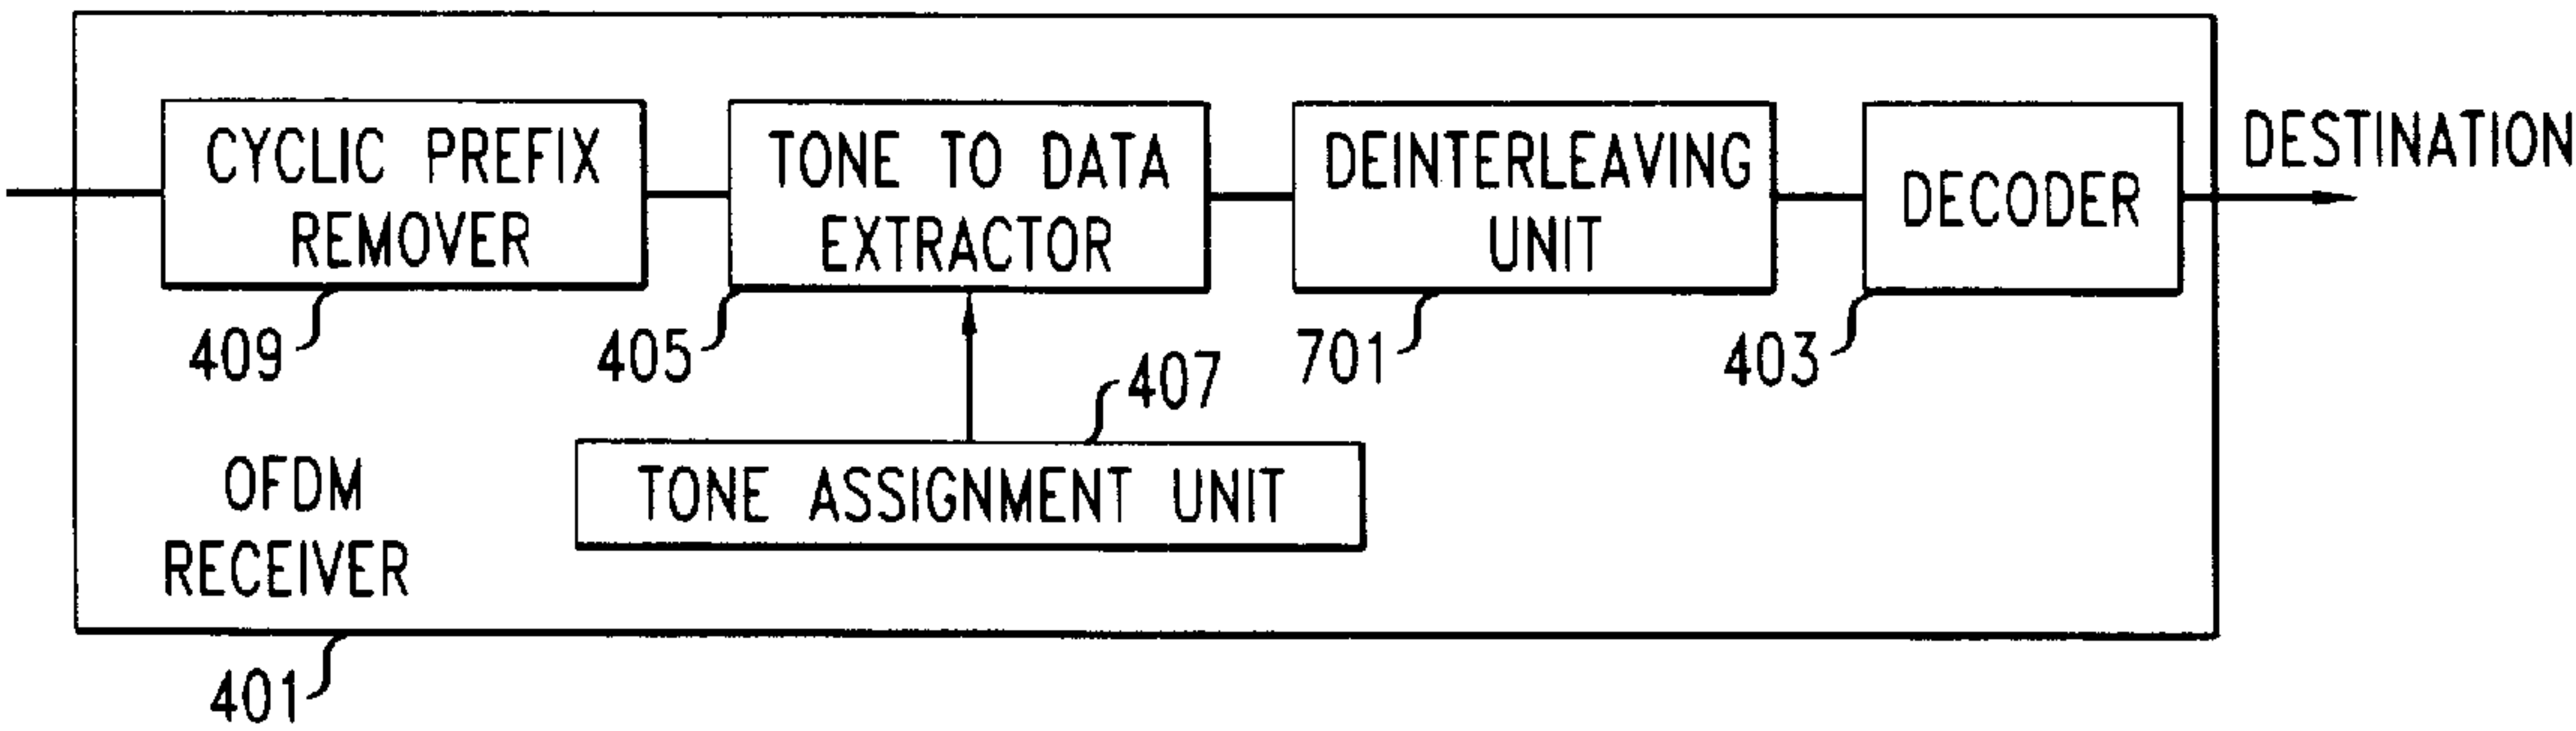 CYCLIC PREFIX
REMOVER
TONE TO DATA
EXTRACTOR
DEINTERLEAVING
UNIT
DECODER
DESTINATION
409
405
701
403
407
TONE ASSIGNMENT UNIT
OFDM
RECEIVER
401